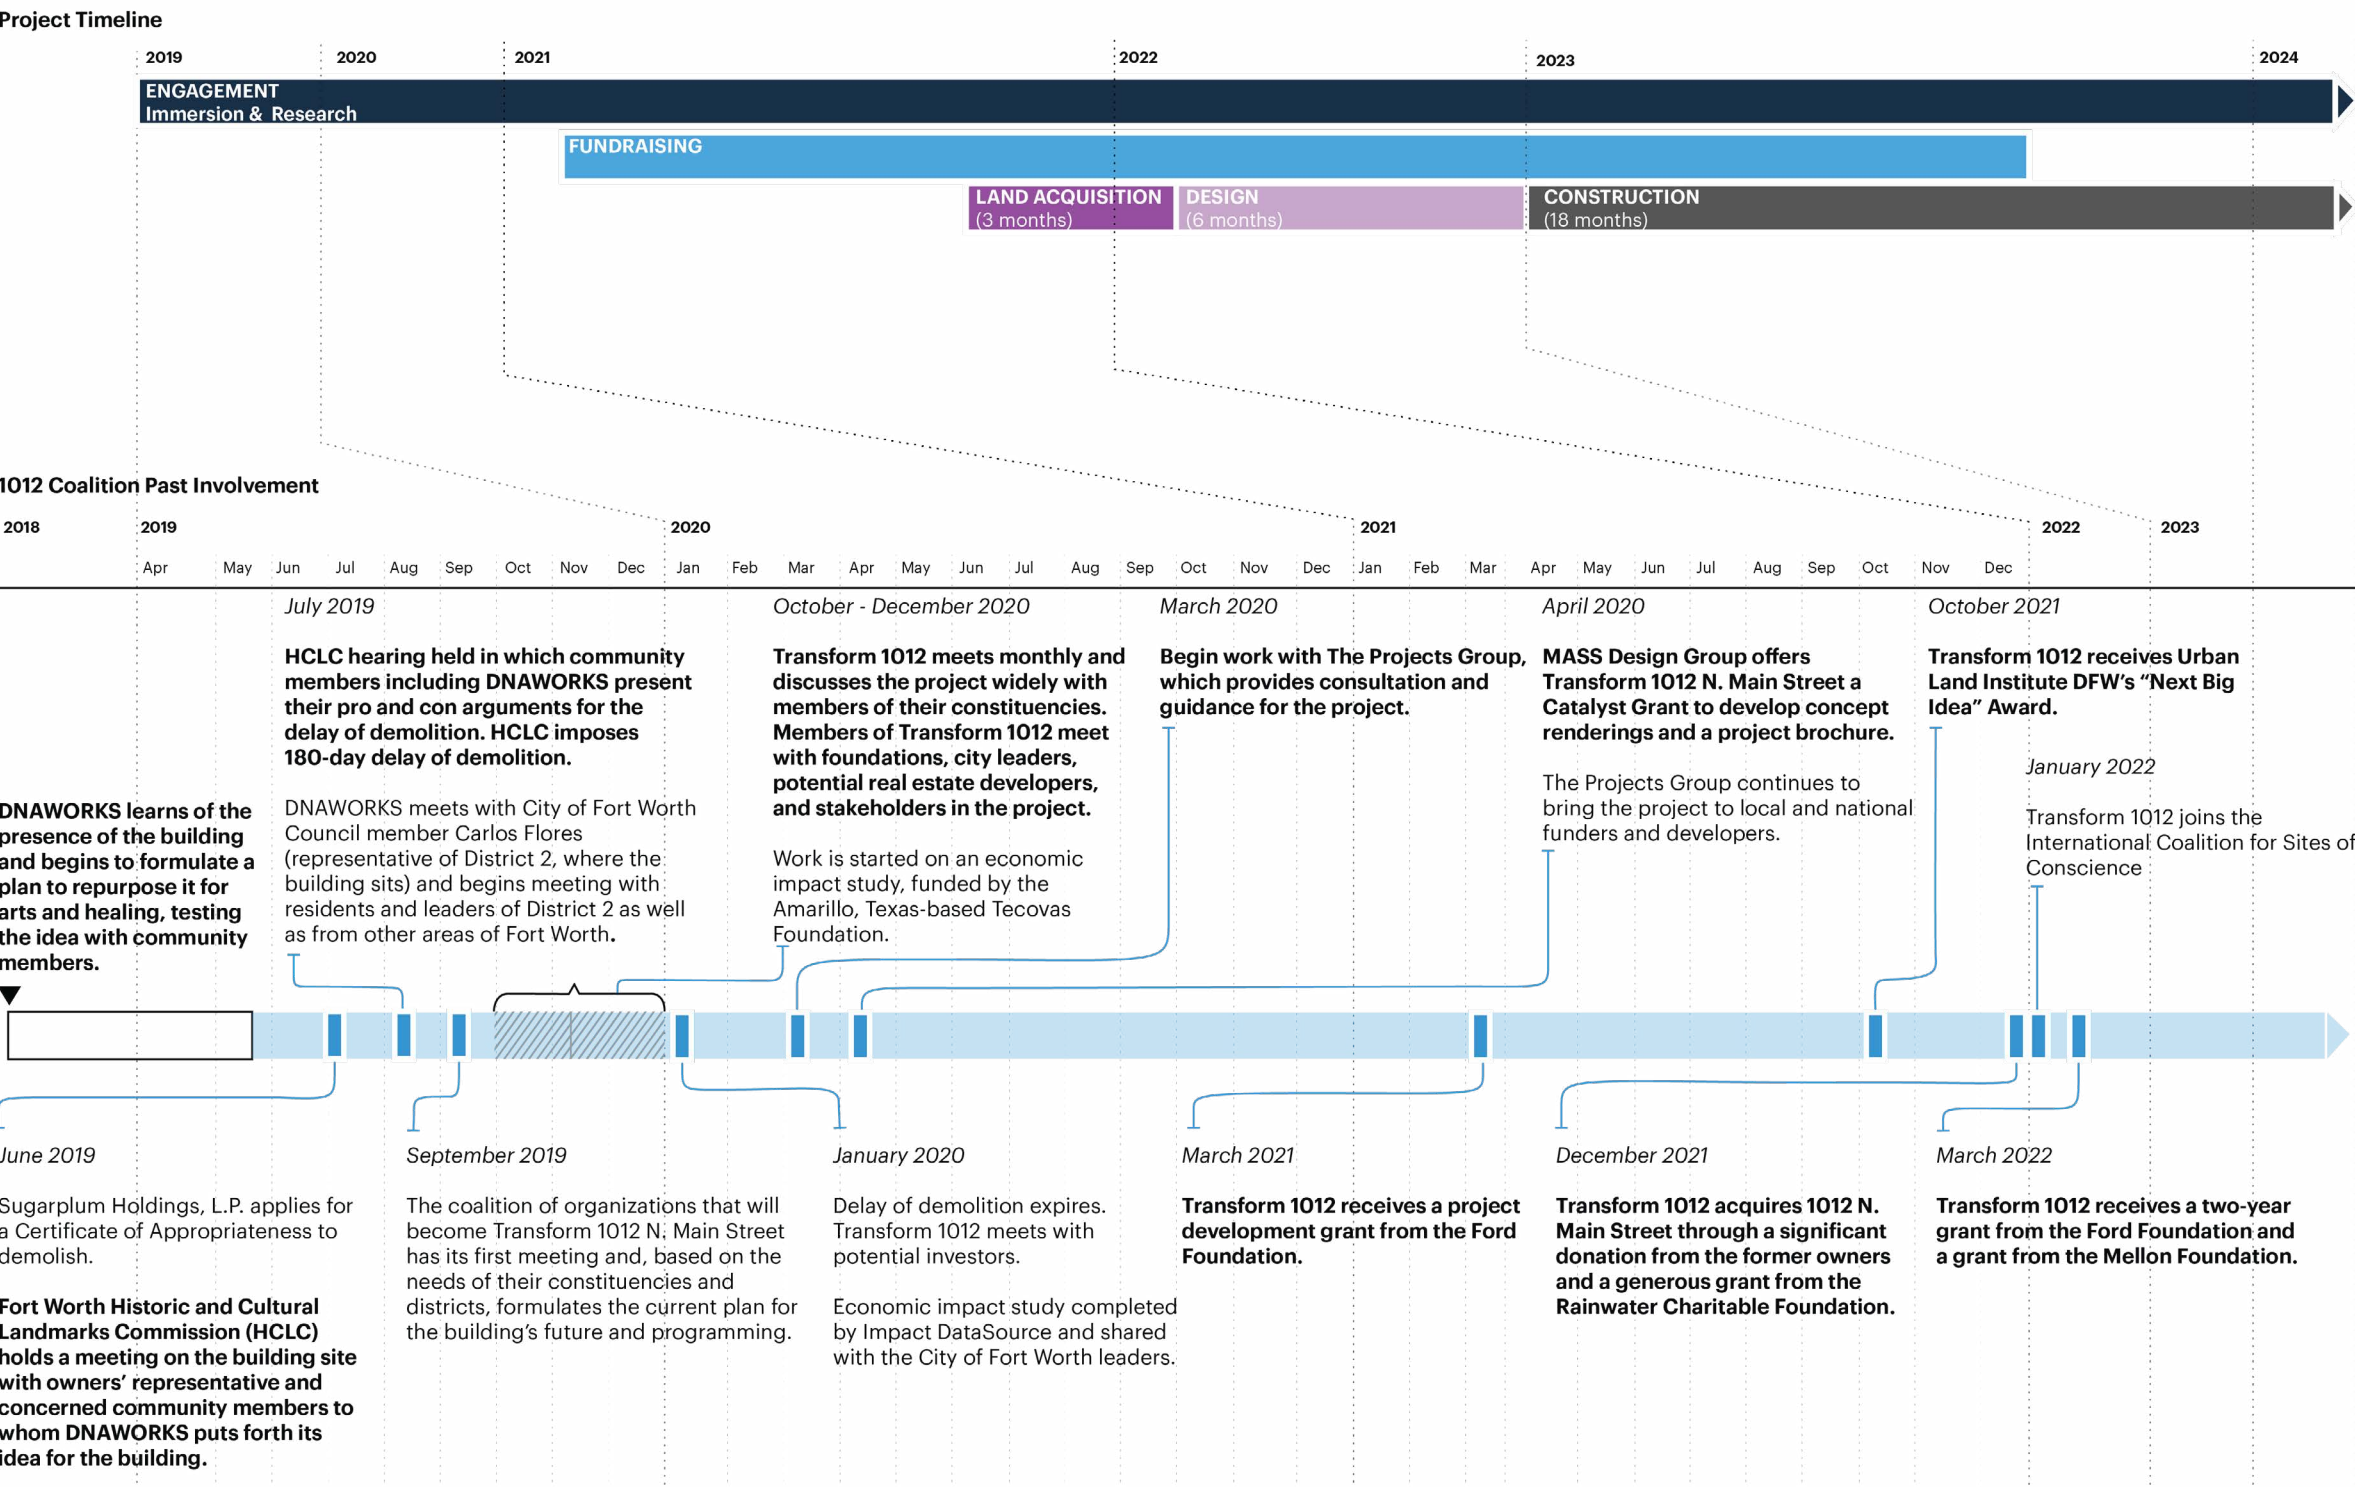 Project Timeline
2019
2020
2021
2022
2023
2024
ENGAGEMENT
Immersion & Research
FUNDRAISING
LAND ACQUISITION
(3 months)
DESIGN
(6 months)
CONSTRUCTION
(18 months)
1012 Coalition Past Involvement
2018
2019
2020
2021
2022
2023
Apr May Jun Jul Aug Sep Oct Nov Dec Jan Feb Mar Apr May Jun Jul Aug Sep Oct Nov Dec Jan Feb Mar Apr May Jun Jul Aug Sep Oct Nov Dec
DNAWORKS learns of the
presence of the building
and begins to formulate a
plan to repurpose it for
arts and healing, testing
the idea with community
members.
July 2019
HCLC hearing held in which community
members including DNAWORKS present
their pro and con arguments for the
delay of demolition. HCLC imposes
180-day delay of demolition.
DNAWORKS meets with City of Fort Worth
Council member Carlos Flores
(representative of District 2, where the
building sits) and begins meeting with
residents and leaders of District 2 as well
as from other areas of Fort Worth.
October - December 2020
Transform 1012 meets monthly and
discusses the project widely with
members of their constituencies.
Members of Transform 1012 meet
with foundations, city leaders,
potential real estate developers,
and stakeholders in the project.
Work is started on an economic
impact study, funded by the
Amarillo, Texas-based Tecovas
Foundation.
March 2020
Begin work with The Projects Group,
which provides consultation and
guidance for the project.
April 2020
MASS Design Group offers
Transform 1012 N. Main Street a
Catalyst Grant to develop concept
renderings and a project brochure.
The Projects Group continues to
bring the project to local and national
funders and developers.
October 2021
Transform 1012 receives Urban
Land Institute DFW's “Next Big
Idea” Award.
January 2022
Transform 1012 joins the
International Coalition for Sites of
Conscience
June 2019
Sugarplum Holdings, L.P. applies for
a Certificate of Appropriateness to
demolish.
Fort Worth Historic and Cultural
Landmarks Commission (HCLC)
holds a meeting on the building site
with owners’ representative and
concerned community members to
whom DNAWORKS puts forth its
idea for the building.
September 2019
The coalition of organizations that will
become Transform 1012 N. Main Street
has its first meeting and, based on the
needs of their constituencies and
districts, formulates the current plan for
the building’s future and programming.
January 2020
Delay of demolition expires.
Transform 1012 meets with
potential investors.
Economic impact study completed
by Impact DataSource and shared
with the City of Fort Worth leaders.
March 2021
Transform 1012 receives a project
development grant from the Ford
Foundation.
December 2021
Transform 1012 acquires 1012 N.
Main Street through a significant
donation from the former owners
and a generous grant from the
Rainwater Charitable Foundation.
March 2022
Transform 1012 receives a two-year
grant from the Ford Foundation and
a grant from the Mellon Foundation.